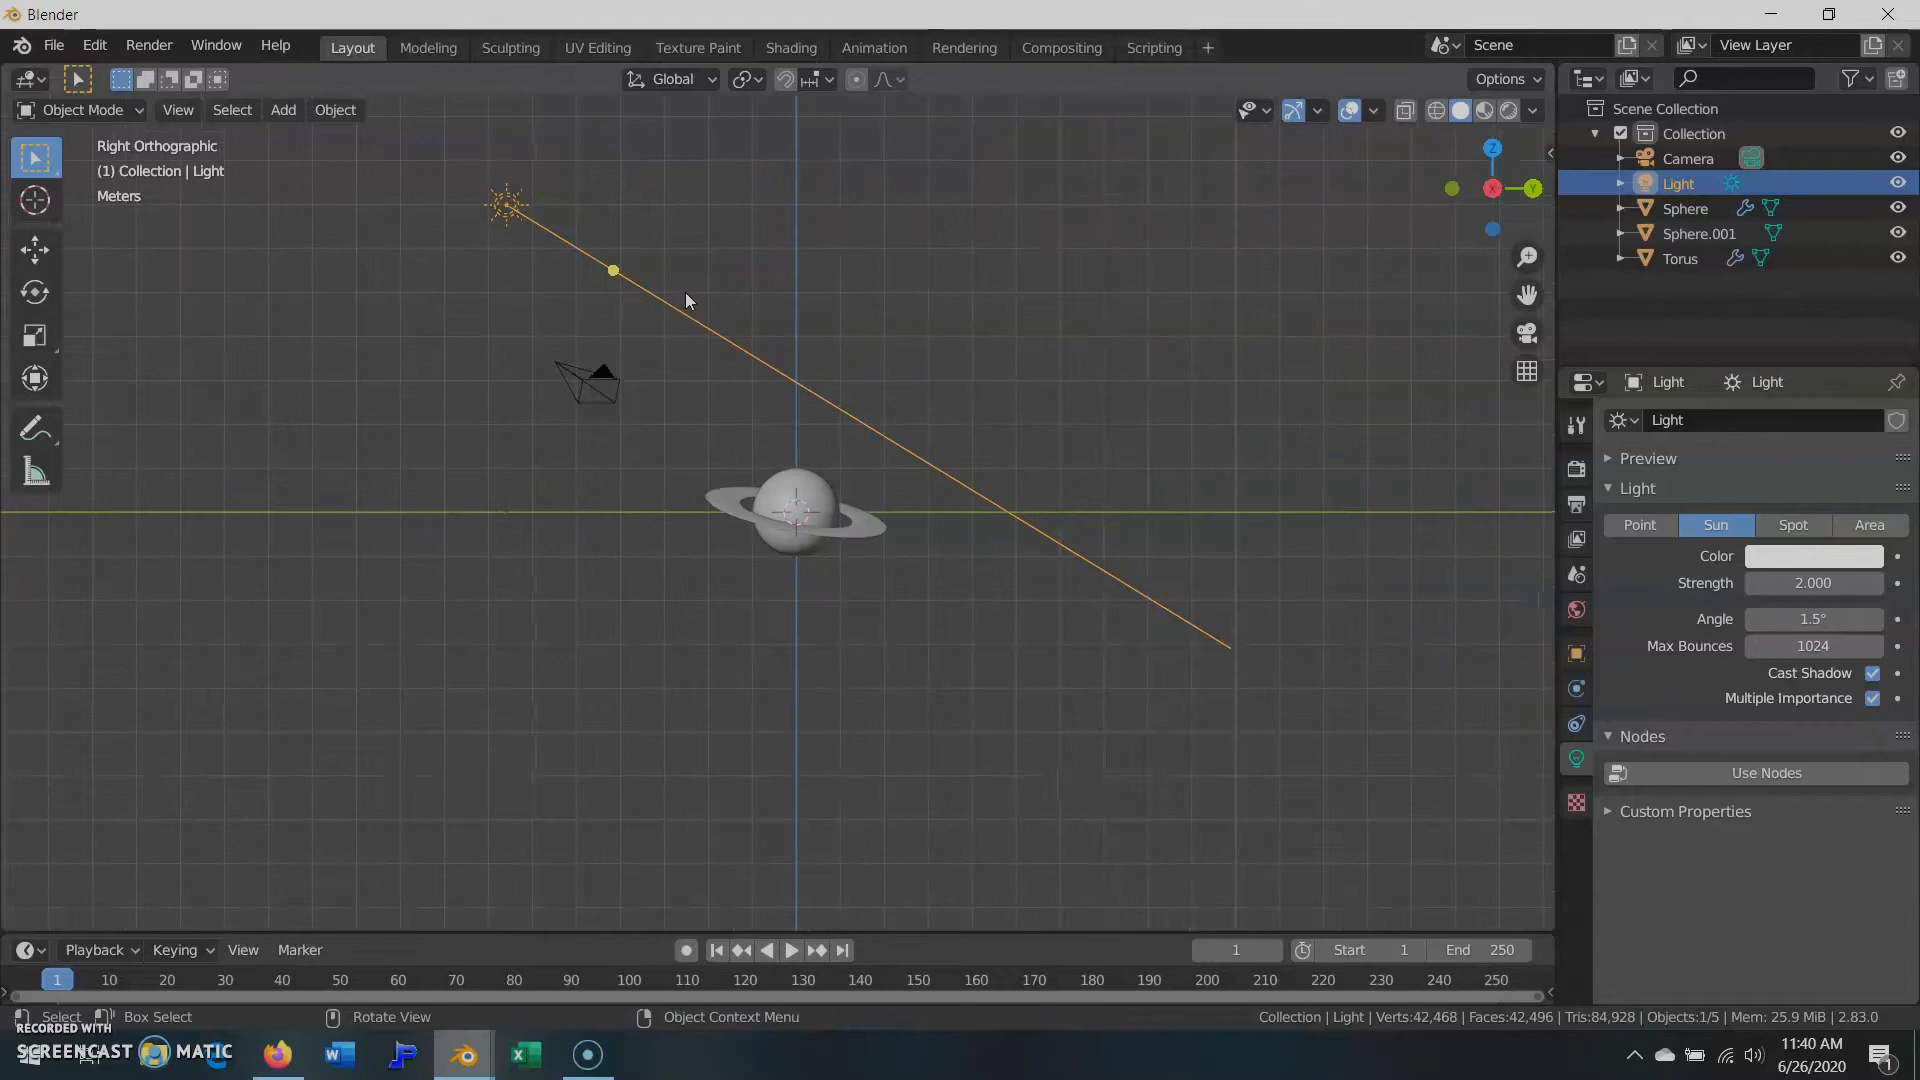 Blender
File Edit Render Window Help
Layout Modeling Sculpting UV Editing Texture Paint Shading Animation Rendering Compositing Scripting +
Scene
View Layer
Global
Options
Object Mode View Select Add Object
Right Orthographic
(1) Collection | Light
Meters
Z
X
Y
Scene Collection
Collection
Camera
Light
Sphere
Sphere.001
Torus
Light Light
Light
Preview
Light
Point Sun Spot Area
Color
Strength 2.000
Angle 1.5°
Max Bounces 1024
Cast Shadow
Multiple Importance
Nodes
Use Nodes
Custom Properties
Playback Keying View Marker
1 Start 1 End 250
1 10 20 30 40 50 60 70 80 90 100 110 120 130 140 150 160 170 180 190 200 210 220 230 240 250
Select Box Select Rotate View Object Context Menu
Collection | Light | Verts:42,468 | Faces:42,496 | Tris:84,928 | Objects:1/5 | Mem: 25.9 MiB | 2.83.0
RECORDED WITH
SCREENCAST MATIC
11:40 AM
6/26/2020
1